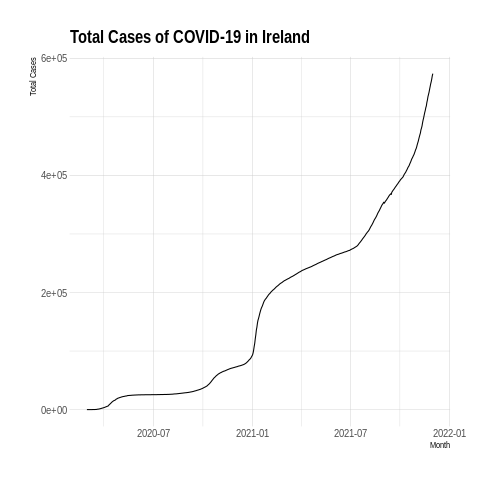 Total Cases of COVID-19 in Ireland
Total Cases
6e+05
4e+05
2e+05
0e+00
2020-07 2021-01 2021-07 2022-01
Month